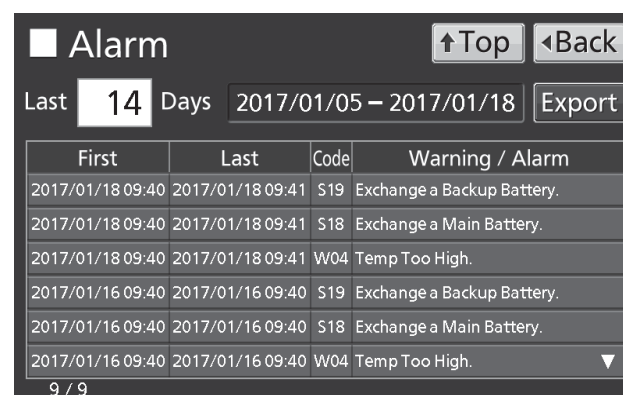 Alarm ↑Top ◂Back
Last 14 Days 2017/01/05 – 2017/01/18 Export
First Last Code Warning / Alarm
2017/01/18 09:40 2017/01/18 09:41 S19 Exchange a Backup Battery.
2017/01/18 09:40 2017/01/18 09:41 S18 Exchange a Main Battery.
2017/01/18 09:40 2017/01/18 09:41 W04 Temp Too High.
2017/01/16 09:40 2017/01/16 09:40 S19 Exchange a Backup Battery.
2017/01/16 09:40 2017/01/16 09:40 S18 Exchange a Main Battery.
2017/01/16 09:40 2017/01/16 09:40 W04 Temp Too High.
9 / 9